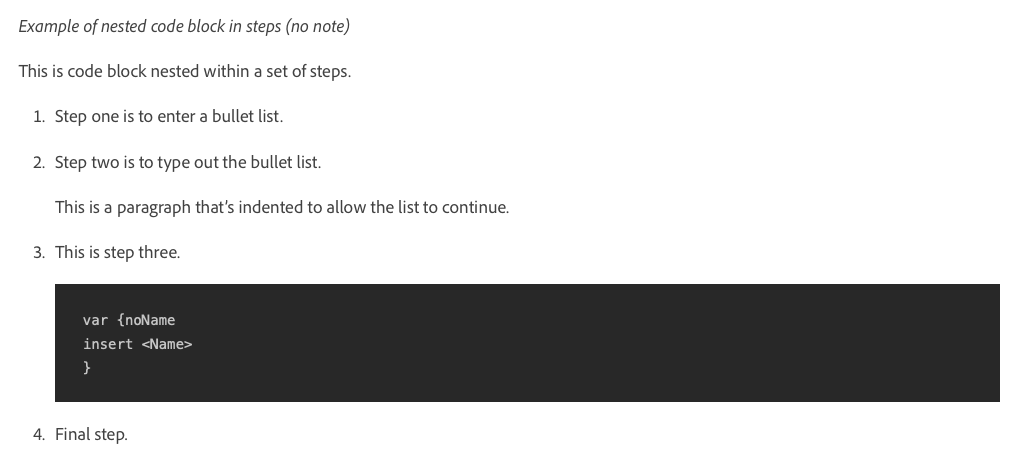 Example of nested code block in steps (no note)
This is code block nested within a set of steps.
1. Step one is to enter a bullet list.
2. Step two is to type out the bullet list.
This is a paragraph that's indented to allow the list to continue.
3. This is step three.
var {noName
insert <Name>
}
4. Final step.